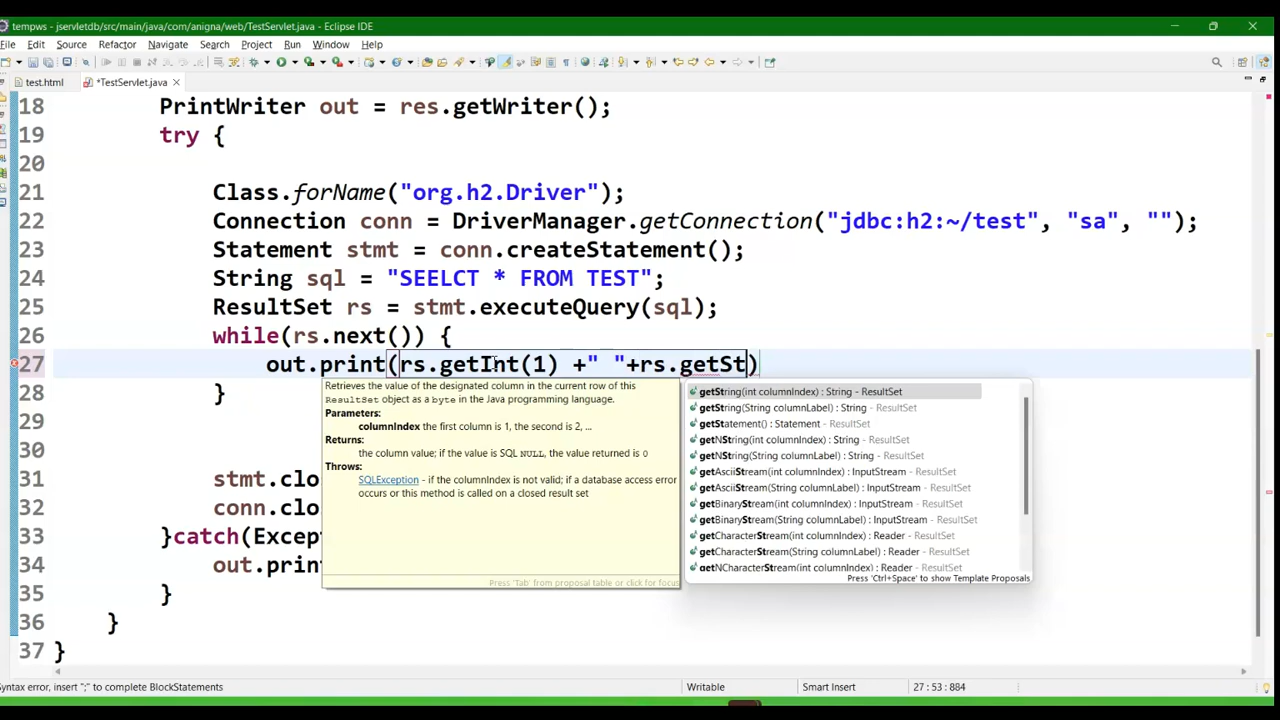 tempws - jservletdb/src/main/java/com/anigna/web/TestServlet.java - Eclipse IDE
File Edit Source Refactor Navigate Search Project Run Window Help
test.html *TestServlet.java
18 PrintWriter out = res.getWriter();
19 try {
20
21 Class.forName("org.h2.Driver");
22 Connection conn = DriverManager.getConnection("jdbc:h2:~/test", "sa", "");
23 Statement stmt = conn.createStatement();
24 String sql = "SEELCT * FROM TEST";
25 ResultSet rs = stmt.executeQuery(sql);
26 while(rs.next()) {
27 out.print(rs.getInt(1) +" "+rs.getSt)
28 }
29
30
31 stmt.clo
32 conn.clo
33 }catch(Except
34 out.print
35 }
36 }
37 }
Retrieves the value of the designated column in the current row of this
ResultSet object as a byte in the Java programming language.
Parameters:
columnIndex the first column is 1, the second is 2, ...
Returns:
the column value; if the value is SQL NULL, the value returned is 0
Throws:
SQLException - if the columnIndex is not valid; if a database access error
occurs or this method is called on a closed result set
Press 'Tab' from proposal table or click for focus
getString(int columnIndex) : String - ResultSet
getString(String columnLabel) : String - ResultSet
getStatement() : Statement - ResultSet
getNString(int columnIndex) : String - ResultSet
getNString(String columnLabel) : String - ResultSet
getAsciiStream(int columnIndex) : InputStream - ResultSet
getAsciiStream(String columnLabel) : InputStream - ResultSet
getBinaryStream(int columnIndex) : InputStream - ResultSet
getBinaryStream(String columnLabel) : InputStream - ResultSet
getCharacterStream(int columnIndex) : Reader - ResultSet
getCharacterStream(String columnLabel) : Reader - ResultSet
getNCharacterStream(int columnIndex) : Reader - ResultSet
Press 'Ctrl+Space' to show Template Proposals
Syntax error, insert ";" to complete BlockStatements
Writable
Smart Insert
27 : 53 : 884